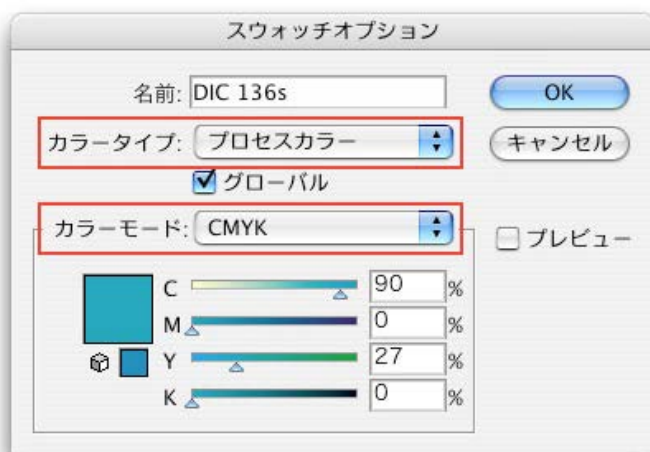 スウォッチオプション
名前: DIC 136s
OK
カラータイプ: プロセスカラー
キャンセル
グローバル
カラーモード: CMYK
プレビュー
C 90 %
M 0 %
Y 27 %
K 0 %